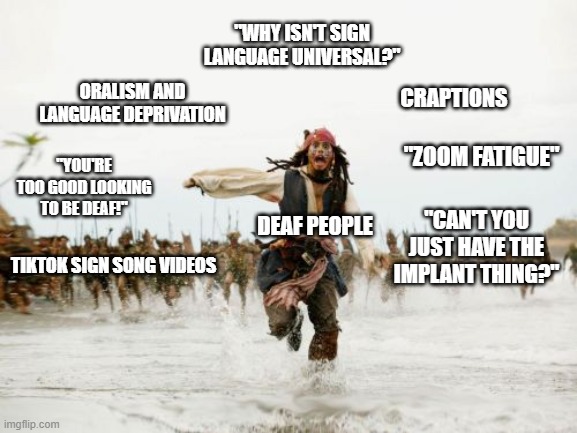 "WHY ISN'T SIGN
LANGUAGE UNIVERSAL?"
ORALISM AND
LANGUAGE DEPRIVATION
CRAPTIONS
"ZOOM FATIGUE"
"YOU'RE
TOO GOOD LOOKING
TO BE DEAF!"
DEAF PEOPLE
"CAN'T YOU
JUST HAVE THE
IMPLANT THING?"
TIKTOK SIGN SONG VIDEOS
imgflip.com